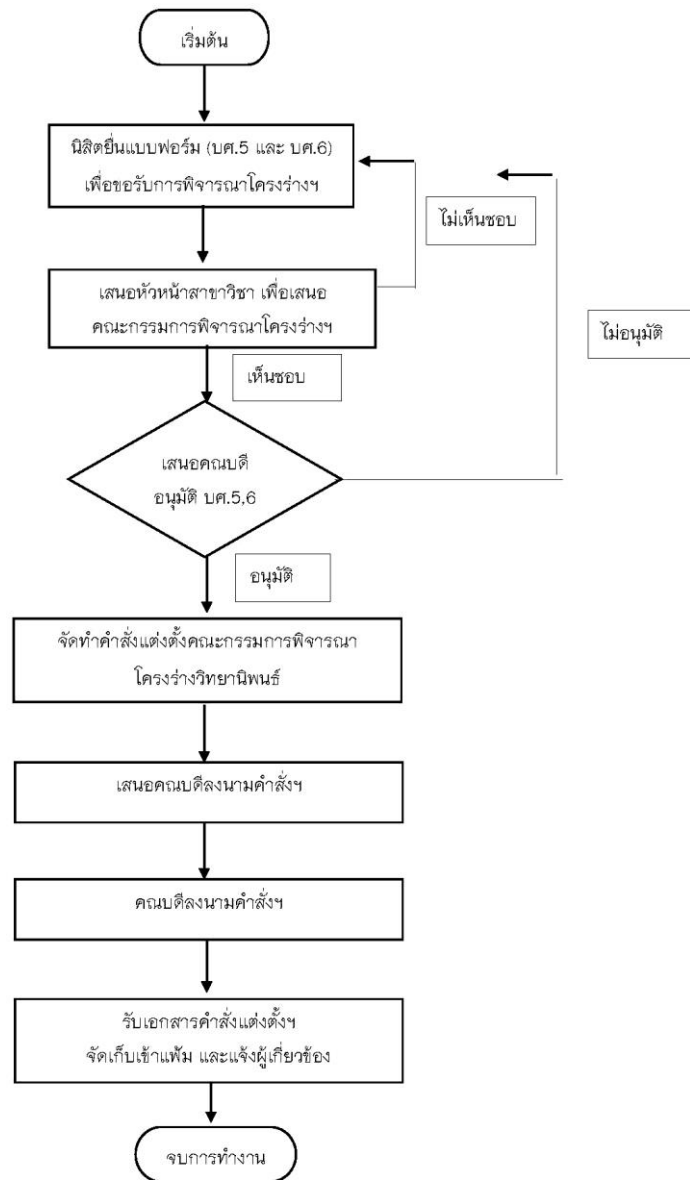 เริ่มต้น
นิสิตยื่นแบบฟอร์ม (บศ.5 และ บศ.6)
เพื่อขอรับการพิจารณาโครงร่างฯ
ไม่เห็นชอบ
เสนอหัวหน้าสาขาวิชา เพื่อเสนอ
คณะกรรมการพิจารณาโครงร่างฯ
ไม่อนุมัติ
เห็นชอบ
เสนอคณบดี
อนุมัติ บศ.5,6
อนุมัติ
จัดทำคำสั่งแต่งตั้งคณะกรรมการพิจารณา
โครงร่างวิทยานิพนธ์
เสนอคณบดีลงนามคำสั่งฯ
คณบดีลงนามคำสั่งฯ
รับเอกสารคำสั่งแต่งตั้งฯ
จัดเก็บเข้าแฟ้ม และแจ้งผู้เกี่ยวข้อง
จบการทำงาน